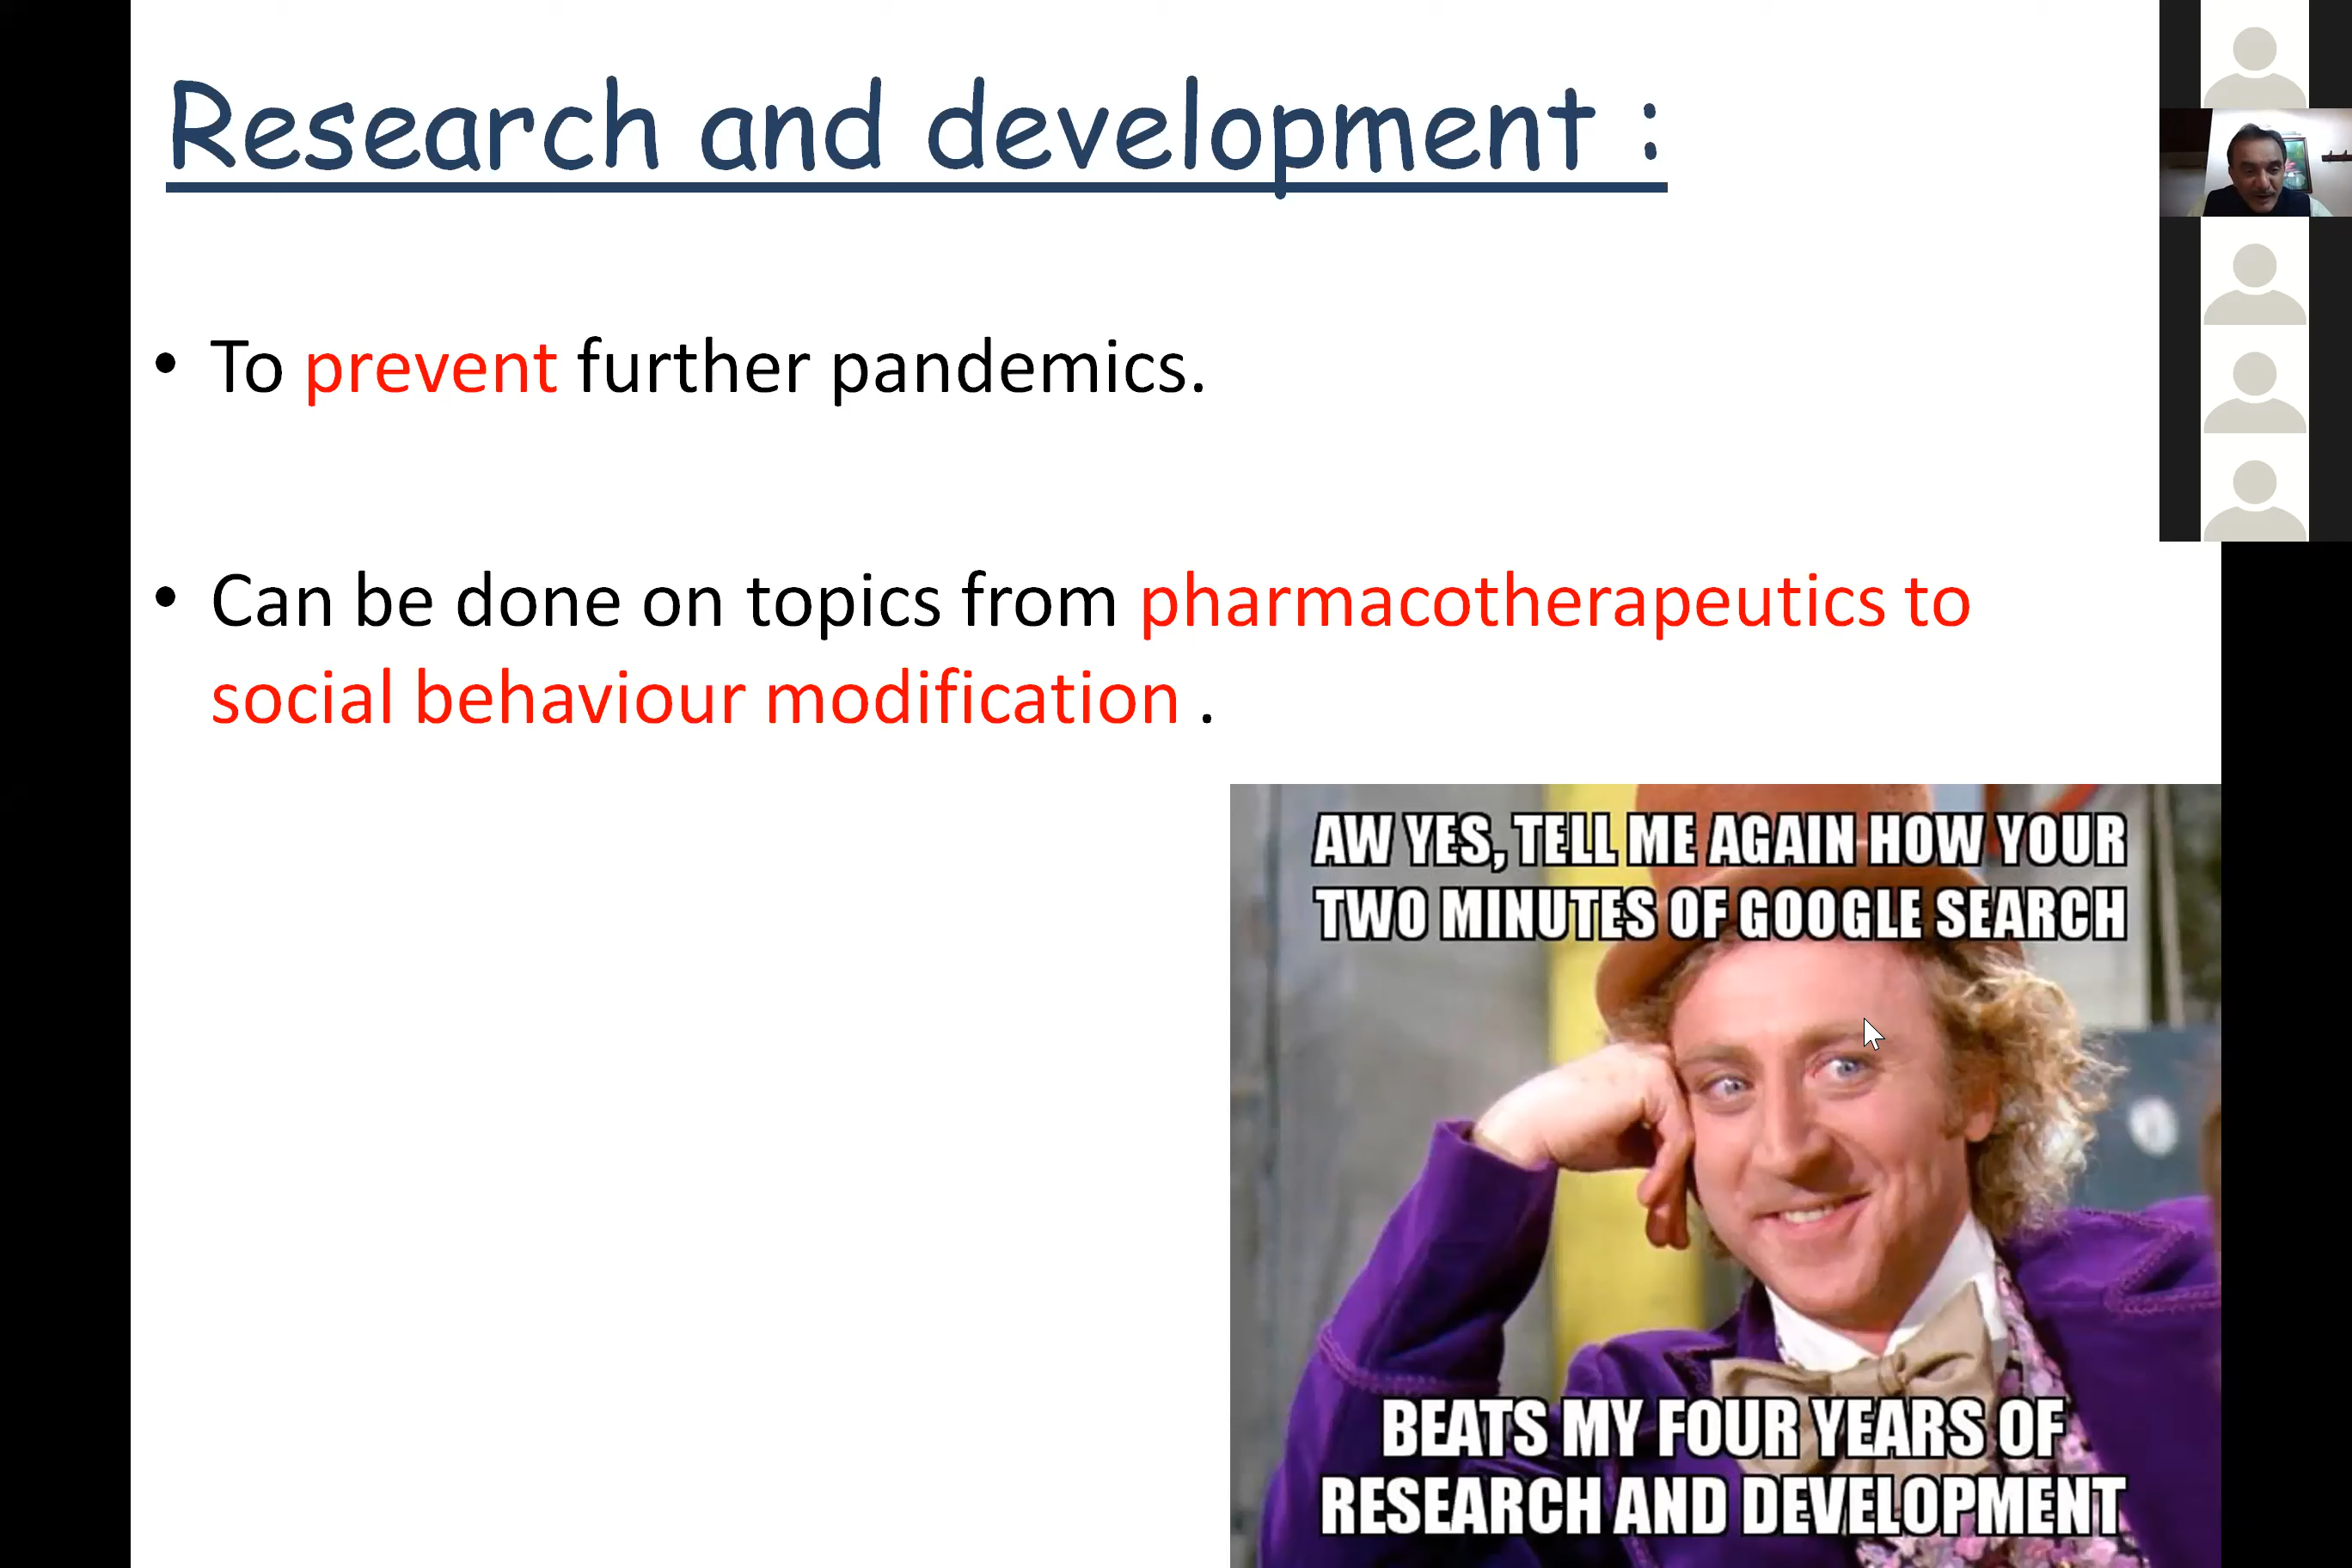 Research and development :
• To prevent further pandemics.
• Can be done on topics from pharmacotherapeutics to
social behaviour modification .
AW YES, TELL ME AGAIN HOW YOUR
TWO MINUTES OF GOOGLE SEARCH
BEATS MY FOUR YEARS OF
RESEARCH AND DEVELOPMENT